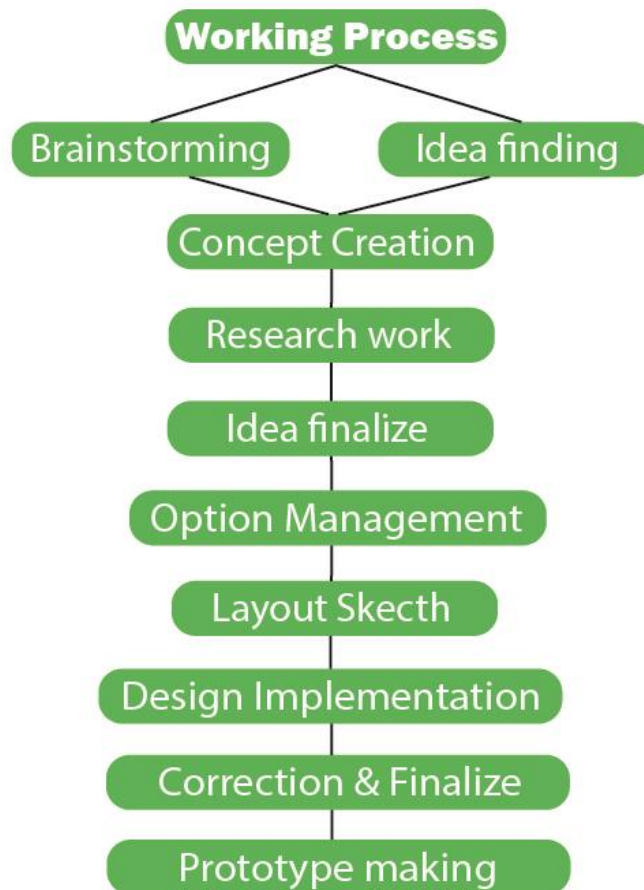 Working Process
Brainstorming
Idea finding
Concept Creation
Research work
Idea finalize
Option Management
Layout Skecth
Design Implementation
Correction & Finalize
Prototype making